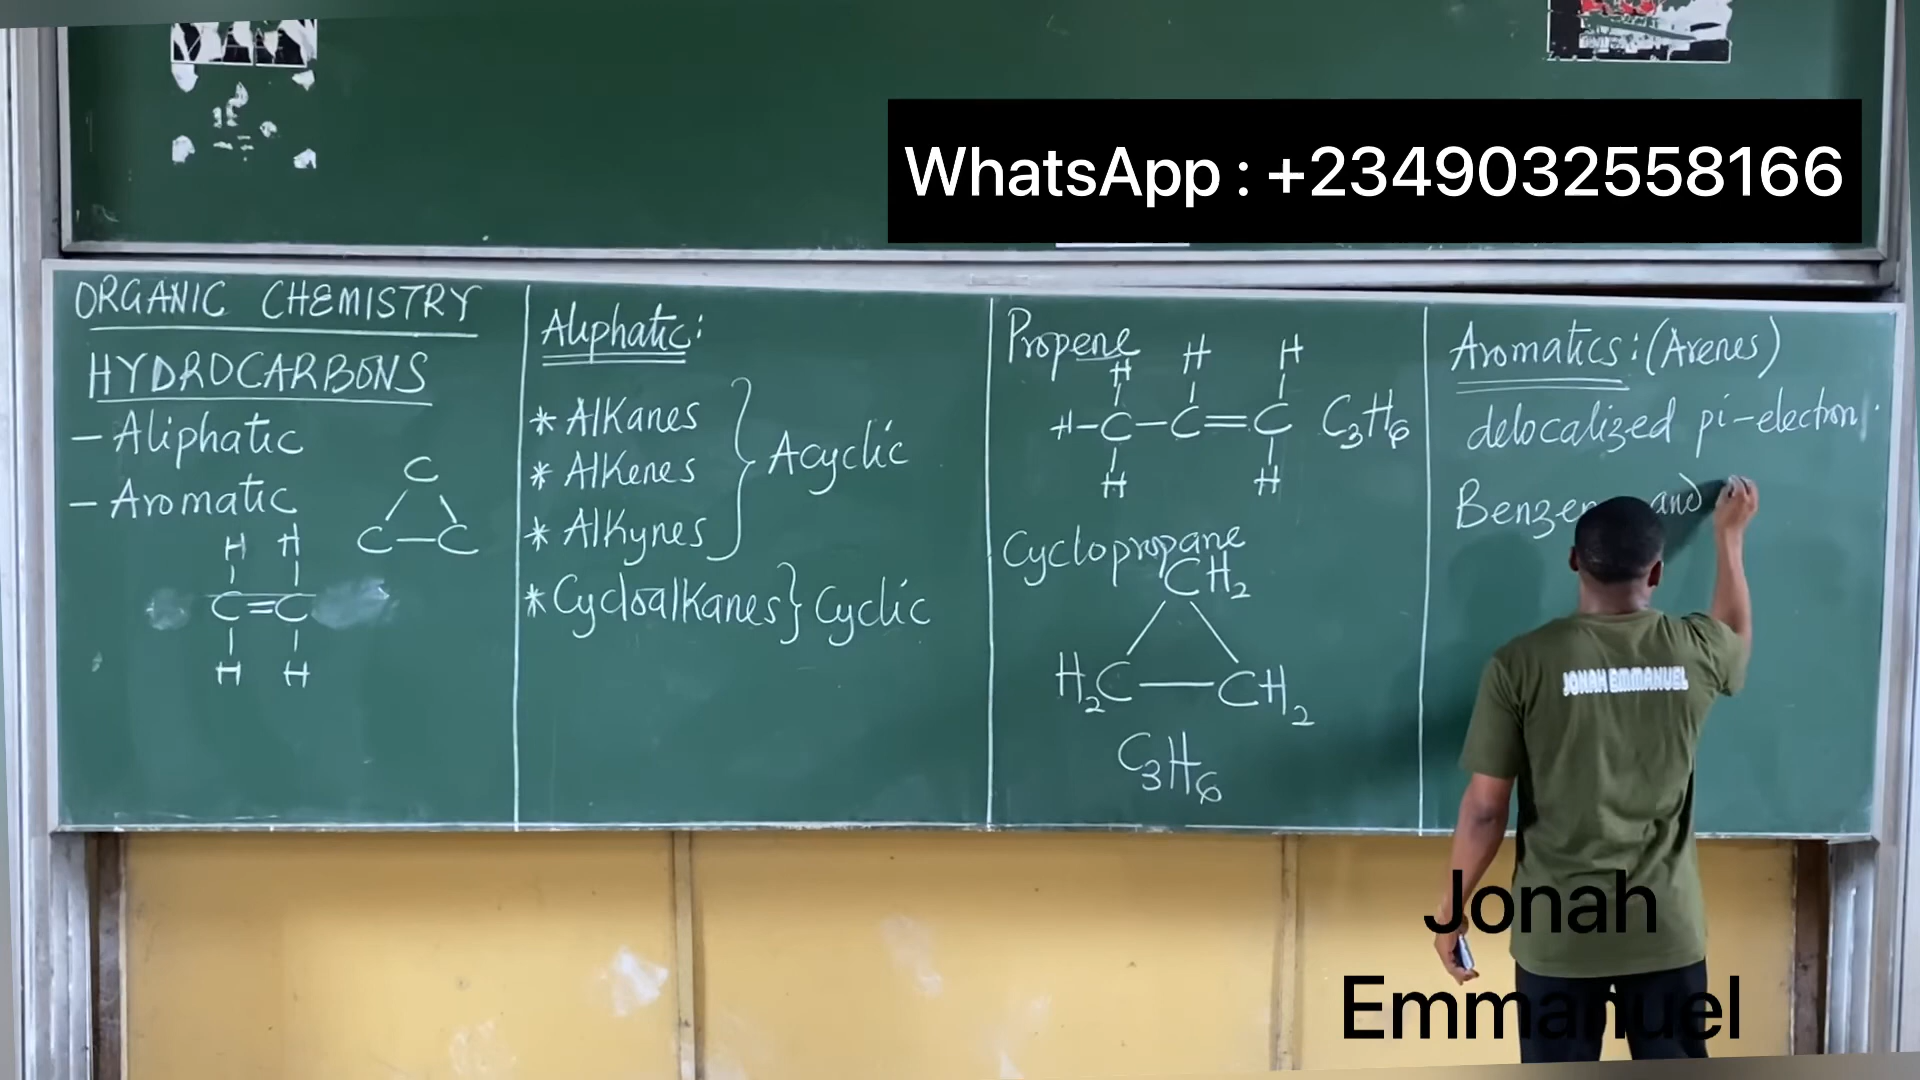 WhatsApp : +2349032558166
ORGANIC CHEMISTRY
HYDROCARBONS
- Aliphatic
- Aromatic
C
C-C
H H
C=C
H H
Aliphatic:
* Alkanes
* Alkenes
* Alkynes
Acyclic
* Cycloalkanes} Cyclic
Propene
H H H
H-C-C=C C3H6
H H
Cyclopropane
CH2
H2C-CH2
C3H6
Aromatics: (Arenes)
delocalized pi-electron
and
JONAH EMMANUEL
Jonah
Emmanuel